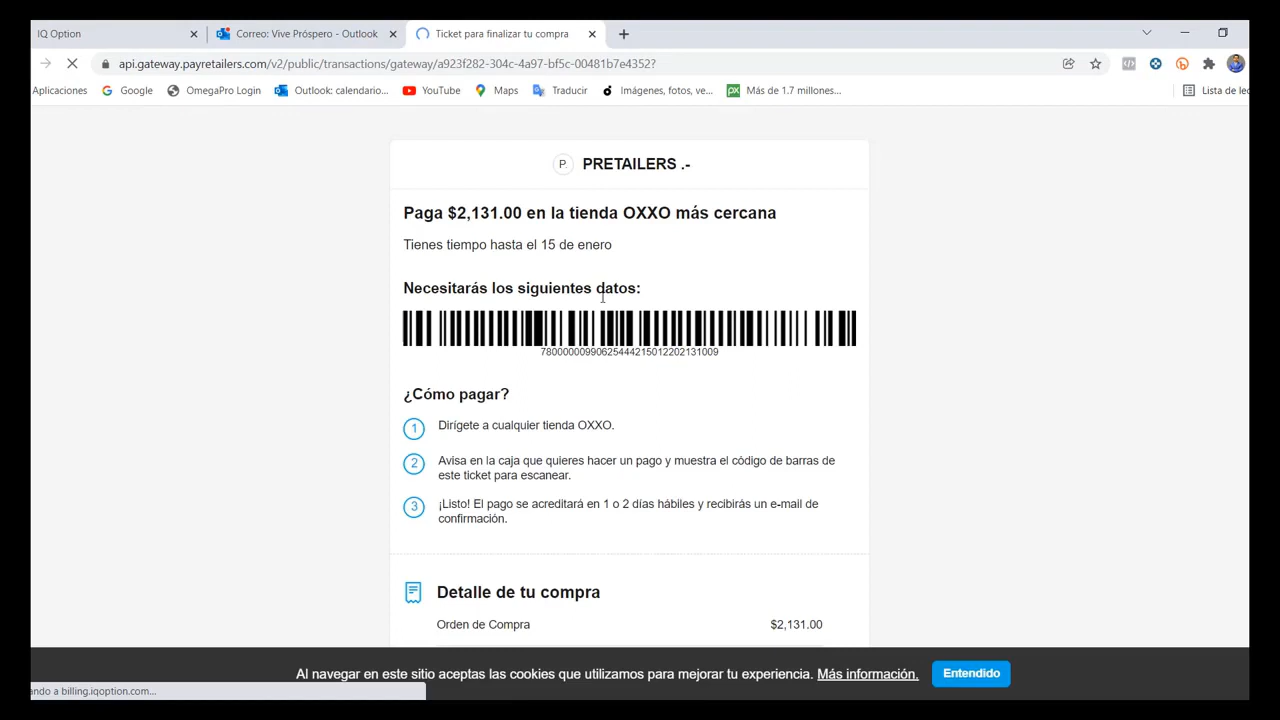 IQ Option
Correo: Vive Próspero - Outlook
Ticket para finalizar tu compra
api.gateway.payretailers.com/v2/public/transactions/gateway/a923f282-304c-4a97-bf5c-00481b7e4352?
Aplicaciones
Google
OmegaPro Login
Outlook: calendario...
YouTube
Maps
Traducir
Imágenes, fotos, ve...
Más de 1.7 millones...
Lista de lec
P. PRETAILERS .-
Paga $2,131.00 en la tienda OXXO más cercana
Tienes tiempo hasta el 15 de enero
Necesitarás los siguientes datos:
7800000099062544421501220213​1009
¿Cómo pagar?
1 Dirígete a cualquier tienda OXXO.
2 Avisa en la caja que quieres hacer un pago y muestra el código de barras de
este ticket para escanear.
3 ¡Listo! El pago se acreditará en 1 o 2 días hábiles y recibirás un e-mail de
confirmación.
Detalle de tu compra
Orden de Compra $2,131.00
Al navegar en este sitio aceptas las cookies que utilizamos para mejorar tu experiencia. Más información. Entendido
ando a billing.iqoption.com...